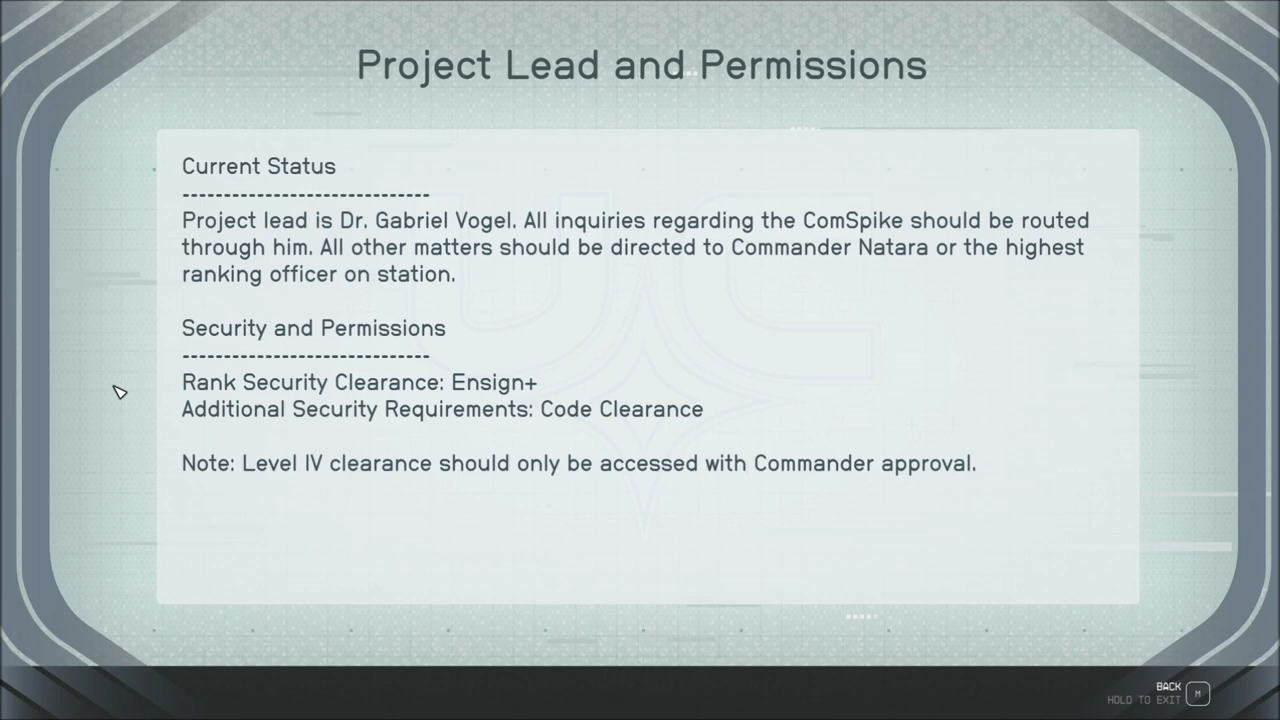 Project Lead and Permissions
Current Status
------------------------------
Project lead is Dr. Gabriel Vogel. All inquiries regarding the ComSpike should be routed
through him. All other matters should be directed to Commander Natara or the highest
ranking officer on station.
Security and Permissions
------------------------------
Rank Security Clearance: Ensign+
Additional Security Requirements: Code Clearance
Note: Level IV clearance should only be accessed with Commander approval.
UC
BACK
HOLD TO EXIT
M